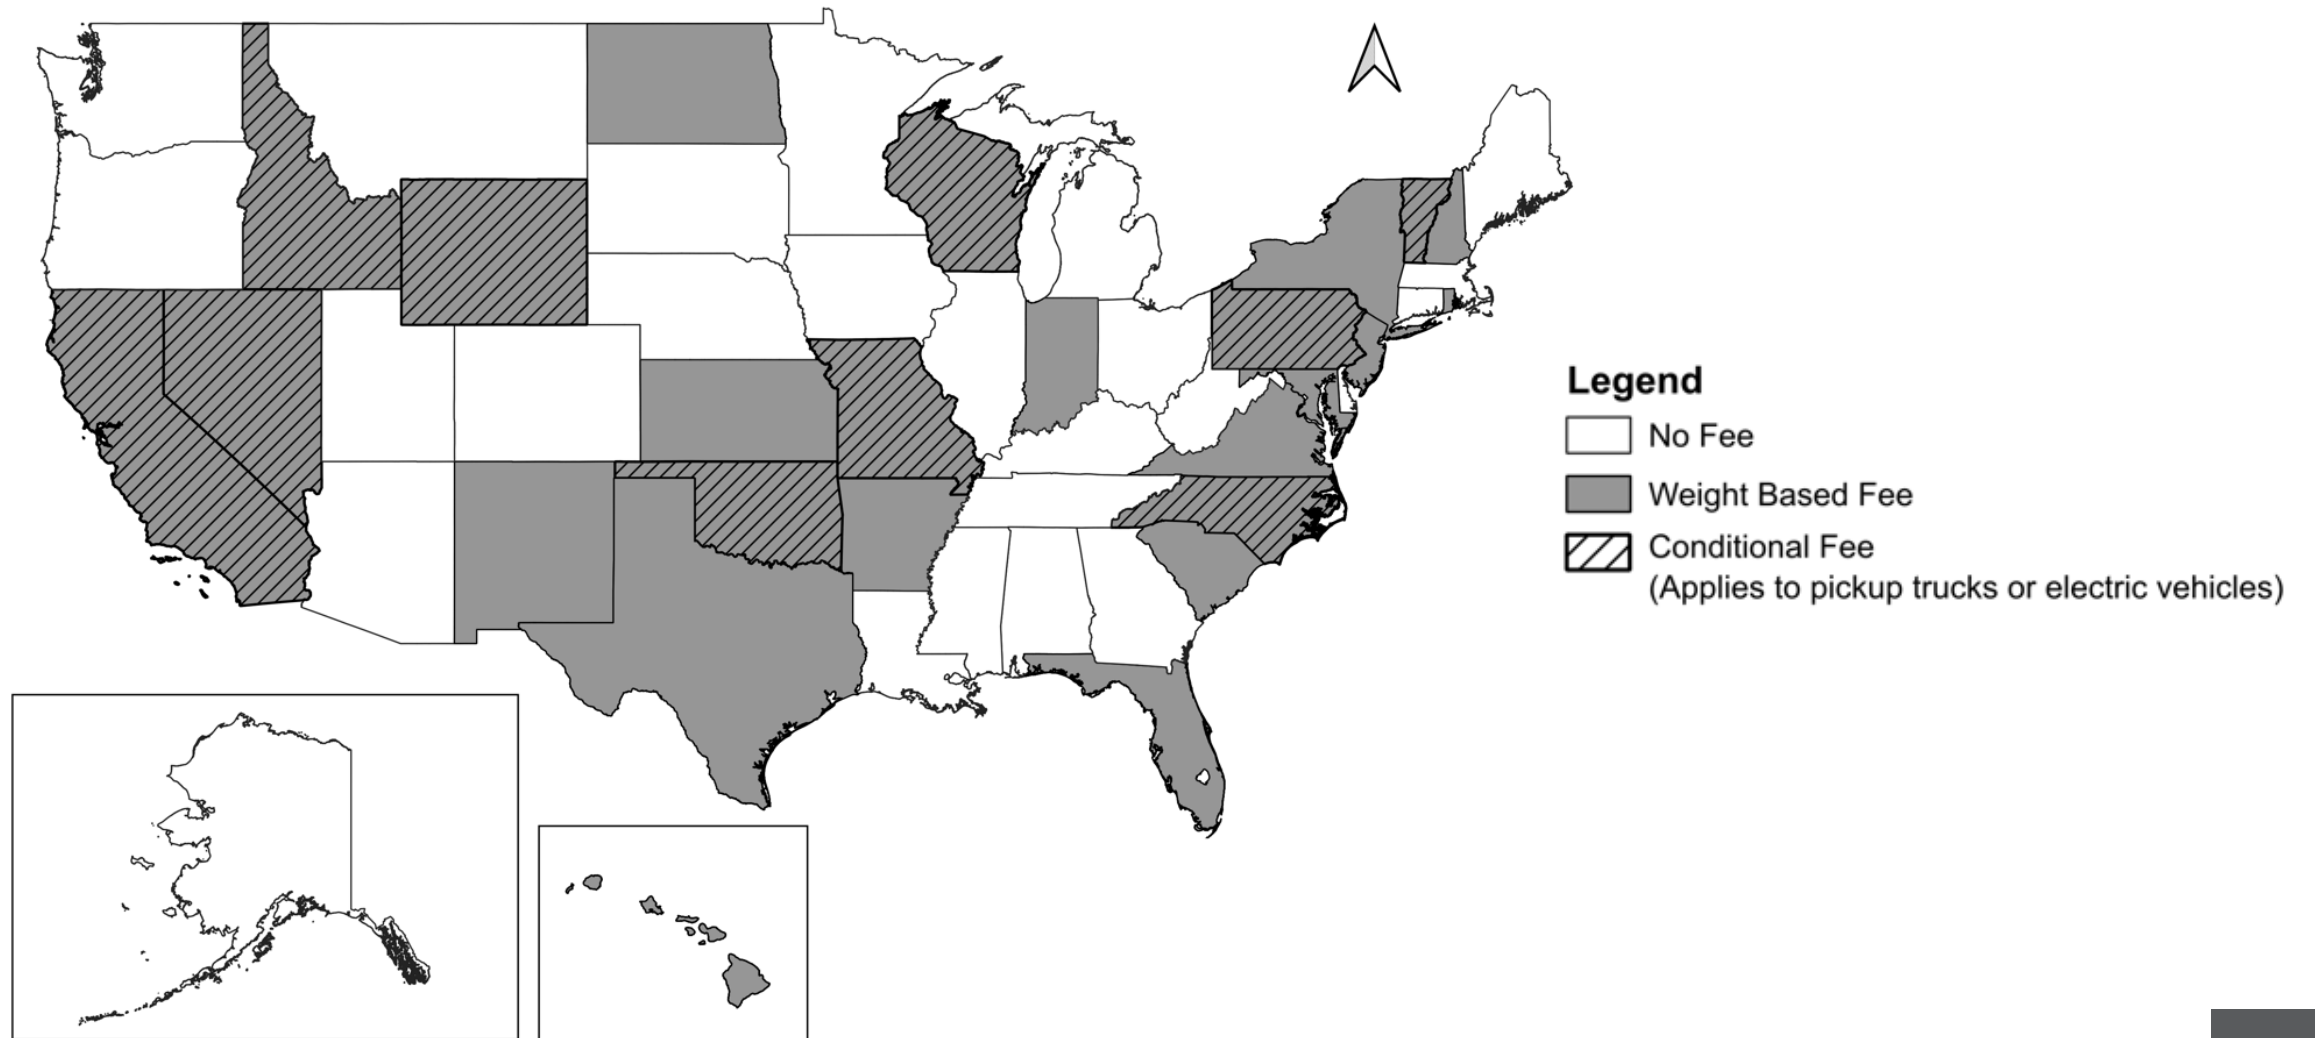 Legend
No Fee
Weight Based Fee
Conditional Fee
(Applies to pickup trucks or electric vehicles)